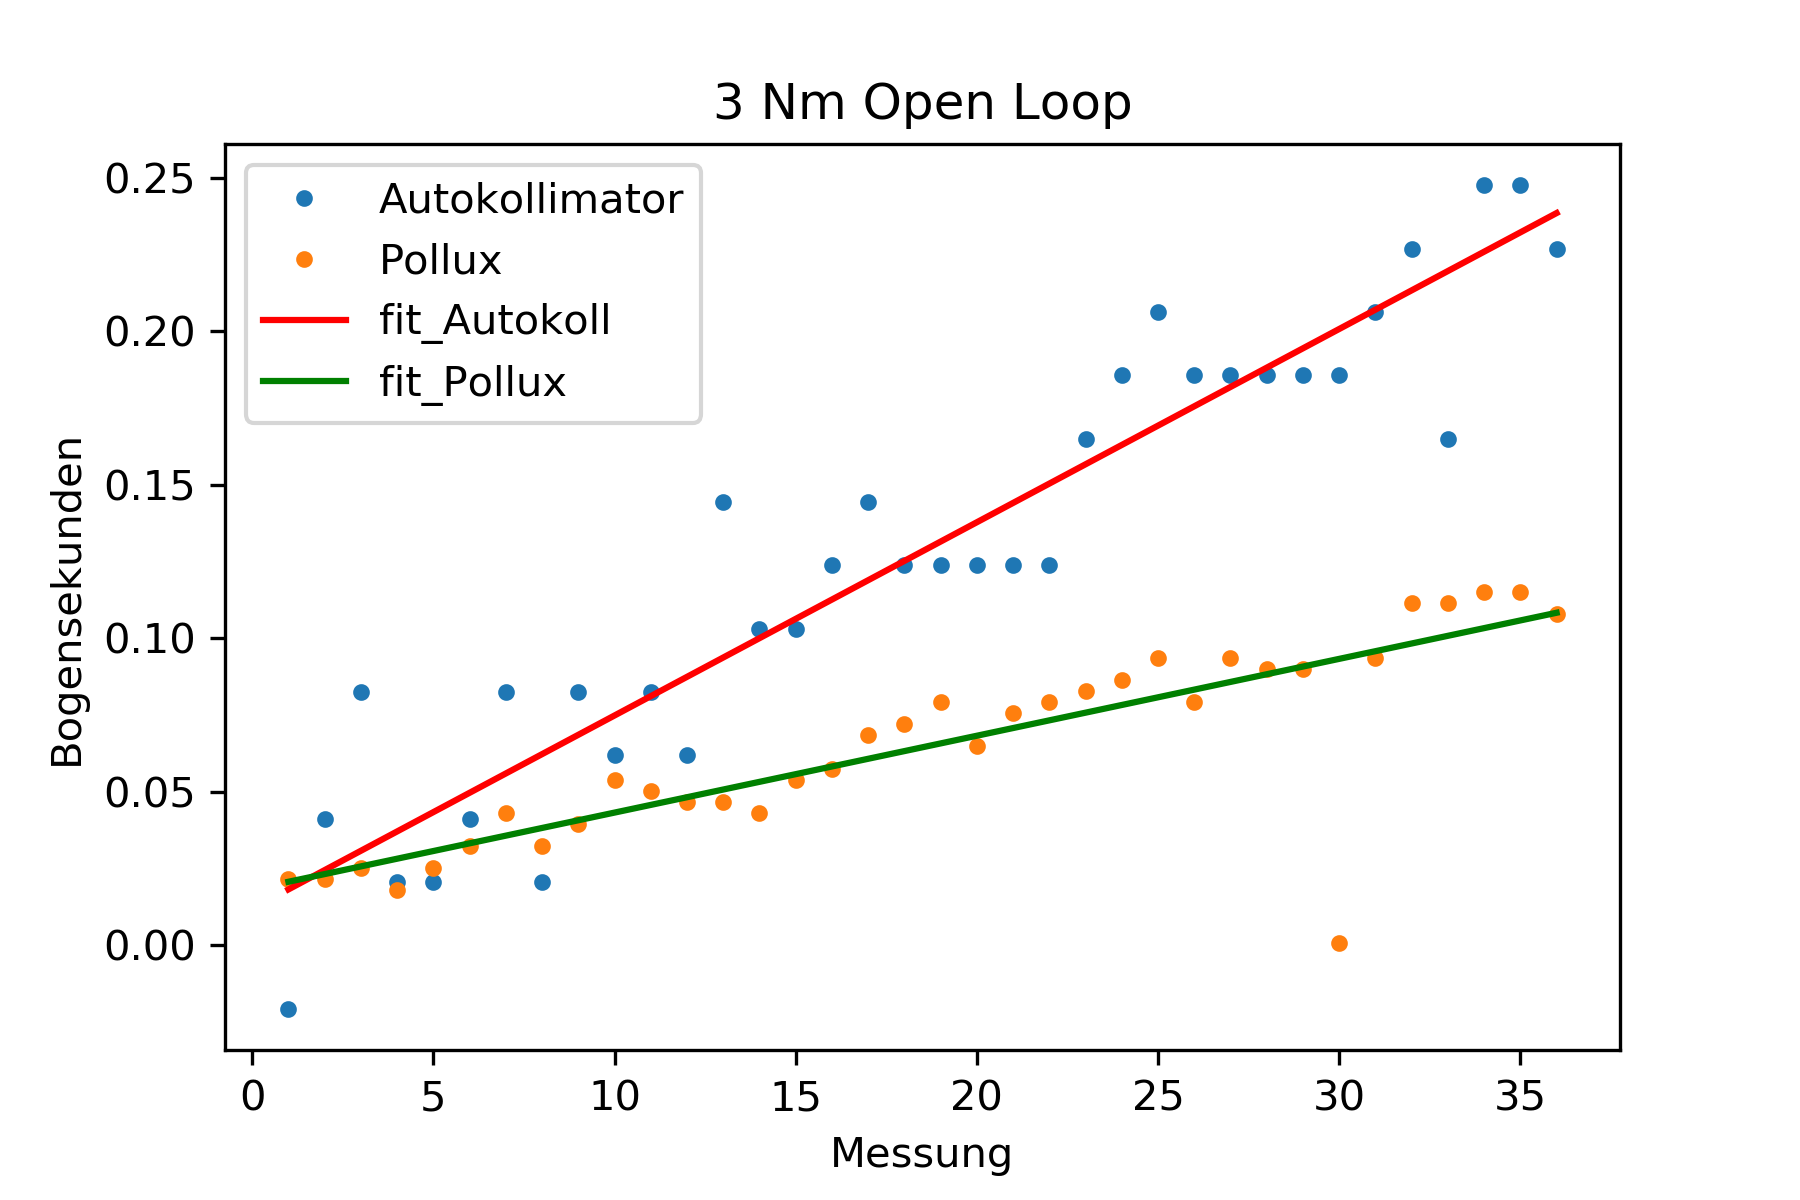 3 Nm Open Loop
Autokollimator
Pollux
fit_Autokoll
fit_Pollux
0.25
0.20
0.15
0.10
0.05
0.00
Bogensekunden
0 5 10 15 20 25 30 35
Messung